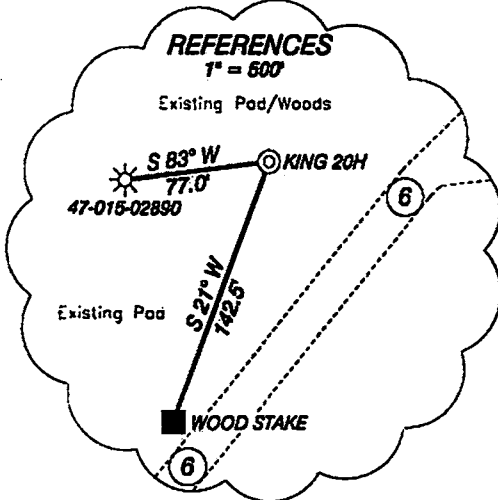 REFERENCES
1" = 500'
Existing Pad/Woods
S 83° W
KING 20H
77.0'
47-015-02890
6
S 21° W
142.5'
Existing Pad
WOOD STAKE
6